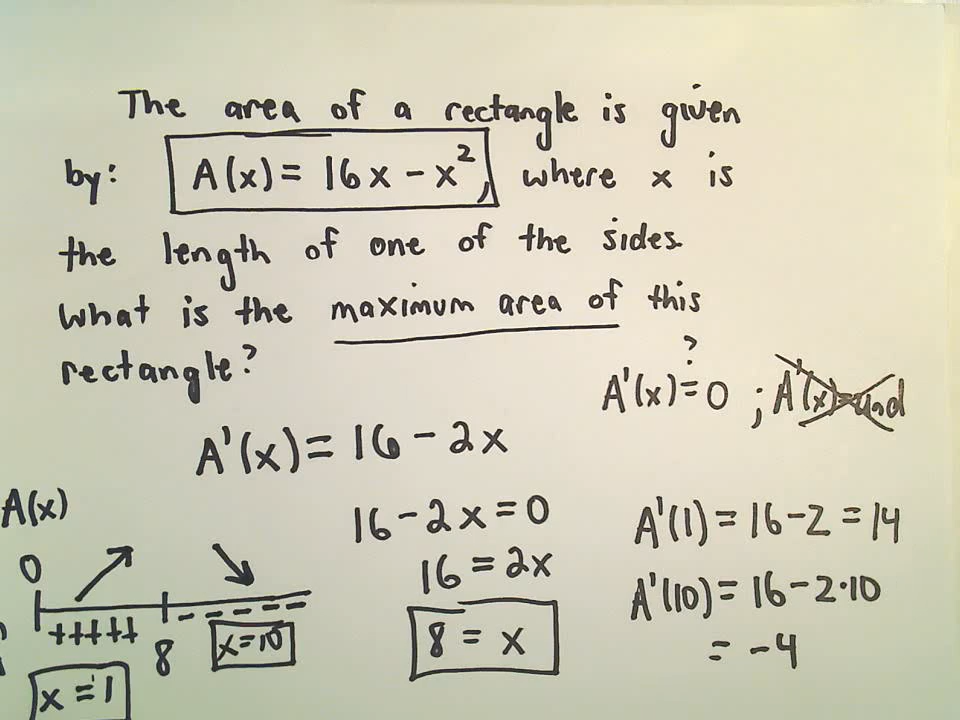 The area of a rectangle is given
by: A(x) = 16x - x², where x is
the length of one of the sides.
What is the maximum area of this
rectangle?
A'(x) ?= 0 ; A'(x) = und
A'(x) = 16 - 2x
16 - 2x = 0
16 = 2x
8 = x
A'(1) = 16 - 2 = 14
A'(10) = 16 - 2·10
= -4
A(x)
0
+++++ 8 - - - - - -
x = 1
x = 10